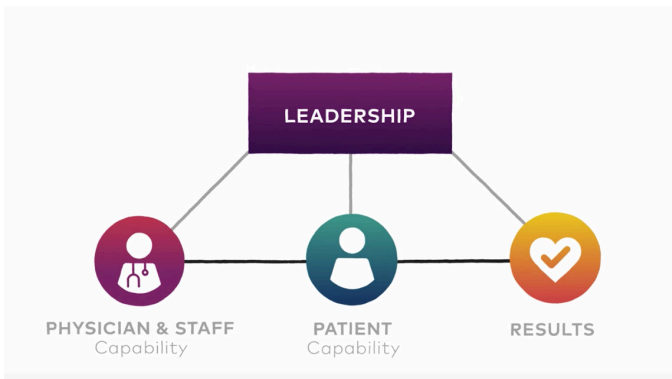 LEADERSHIP
PHYSICIAN & STAFF
Capability
PATIENT
Capability
RESULTS